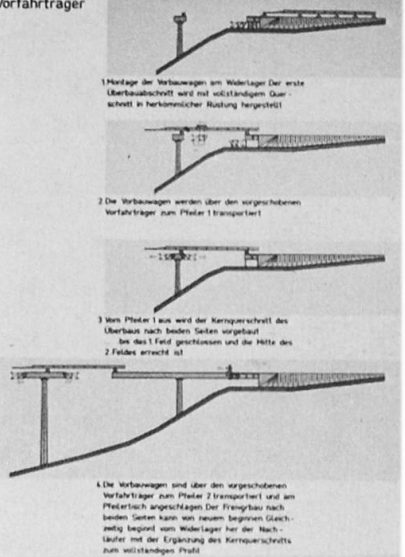 Vorfahrträger
1 Montage der Vorbauwagen am Widerlager. Der erste
Überbauabschnitt wird mit vollständigem Quer-
schnitt in herkömmlicher Rüstung hergestellt
2 Die Vorbauwagen werden über den vorgeschobenen
Vorfahrträger zum Pfeiler 1 transportiert
3 Vom Pfeiler 1 aus wird der Kernquerschnitt des
Überbaus nach beiden Seiten vorgebaut
bis das 1. Feld geschlossen und die Mitte des
2. Feldes erreicht ist
4. Die Vorbauwagen sind über den vorgeschobenen
Vorfahrträger zum Pfeiler 2 transportiert und am
Pfeilertisch angeschlagen. Der Freivorbau nach
beiden Seiten kann von neuem beginnen. Gleich-
zeitig beginnt vom Widerlager her der Nach-
läufer mit der Ergänzung des Kernquerschnitts
zum vollständigen Profil